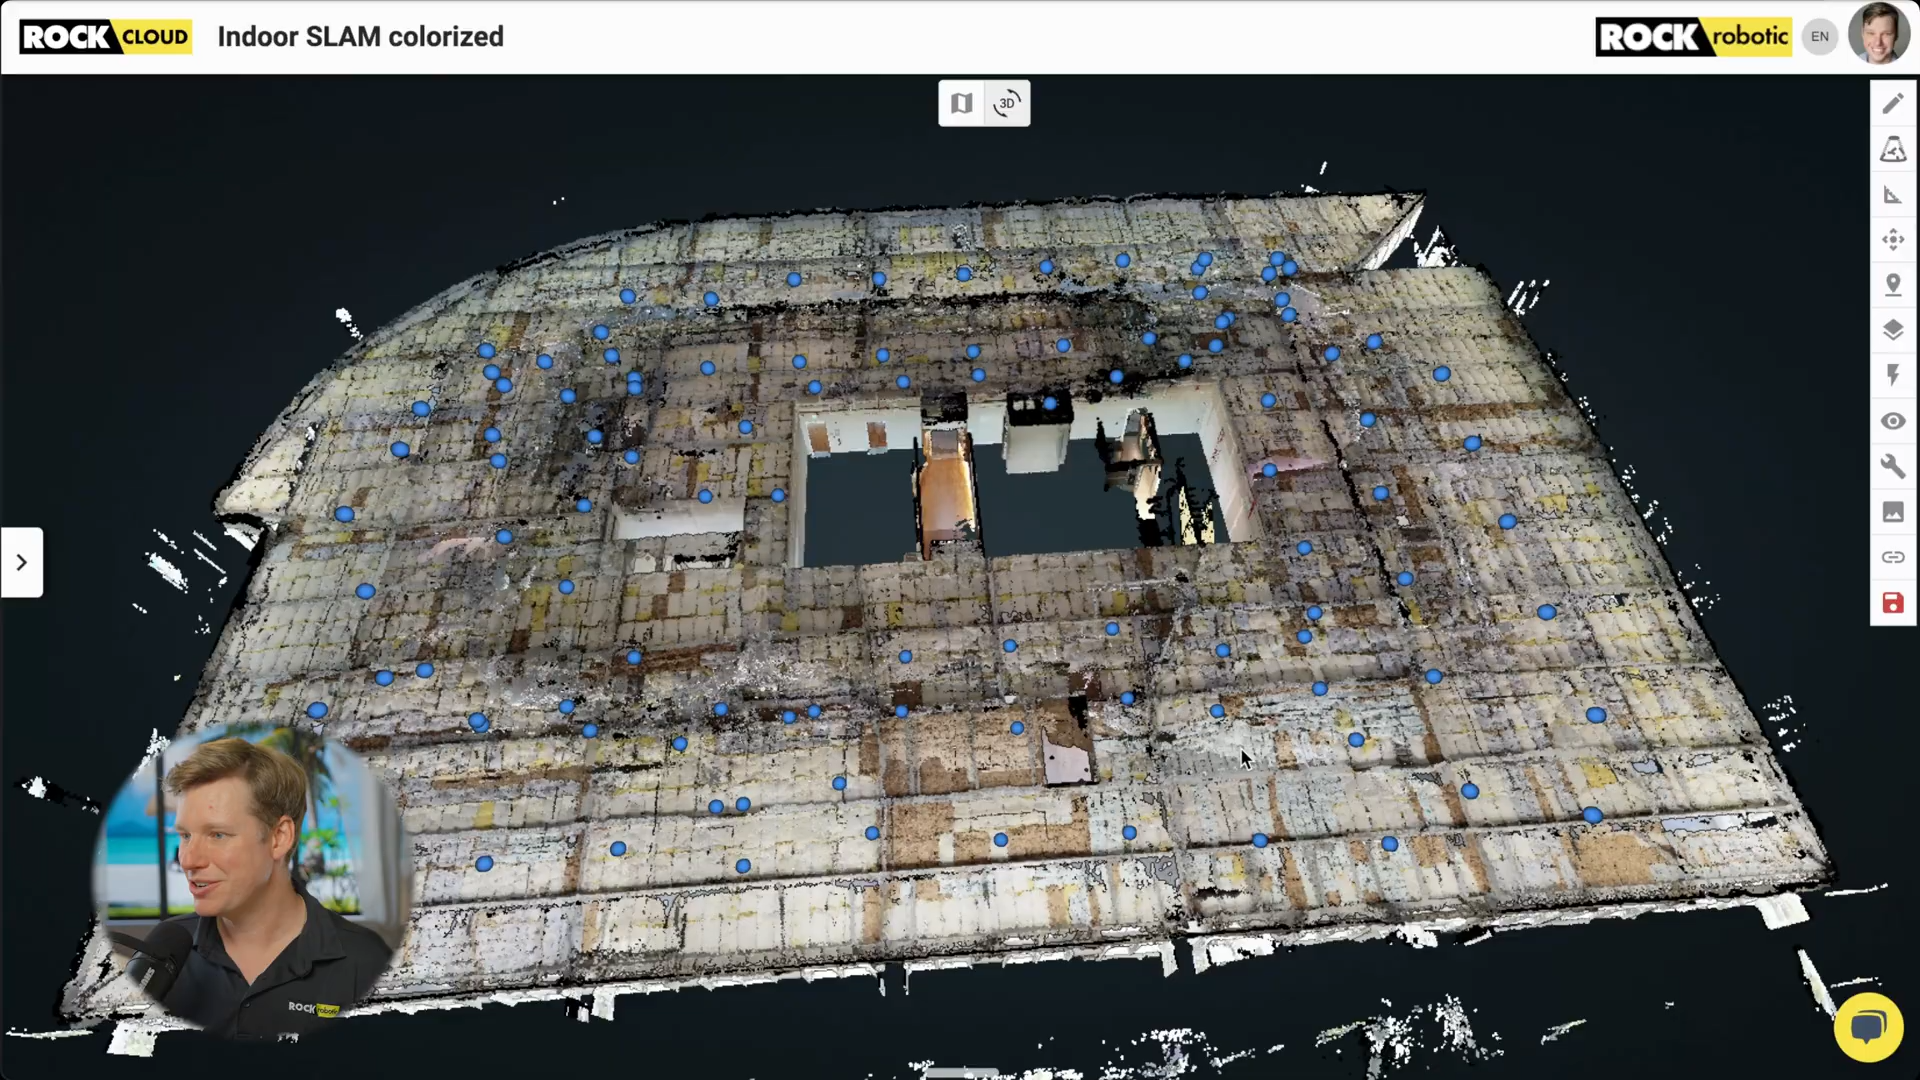 ROCK CLOUD
Indoor SLAM colorized
ROCK robotic
EN
3D
ROCK robotic